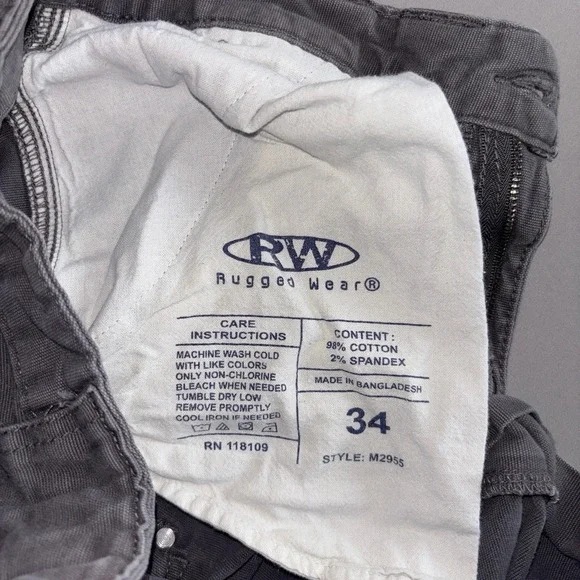 RW
Rugged Wear®
CARE
INSTRUCTIONS
MACHINE WASH COLD
WITH LIKE COLORS
ONLY NON-CHLORINE
BLEACH WHEN NEEDED
TUMBLE DRY LOW
REMOVE PROMPTLY
COOL IRON IF NEEDED
RN 118109
CONTENT :
98% COTTON
2% SPANDEX
MADE IN BANGLADESH
34
STYLE: M2955